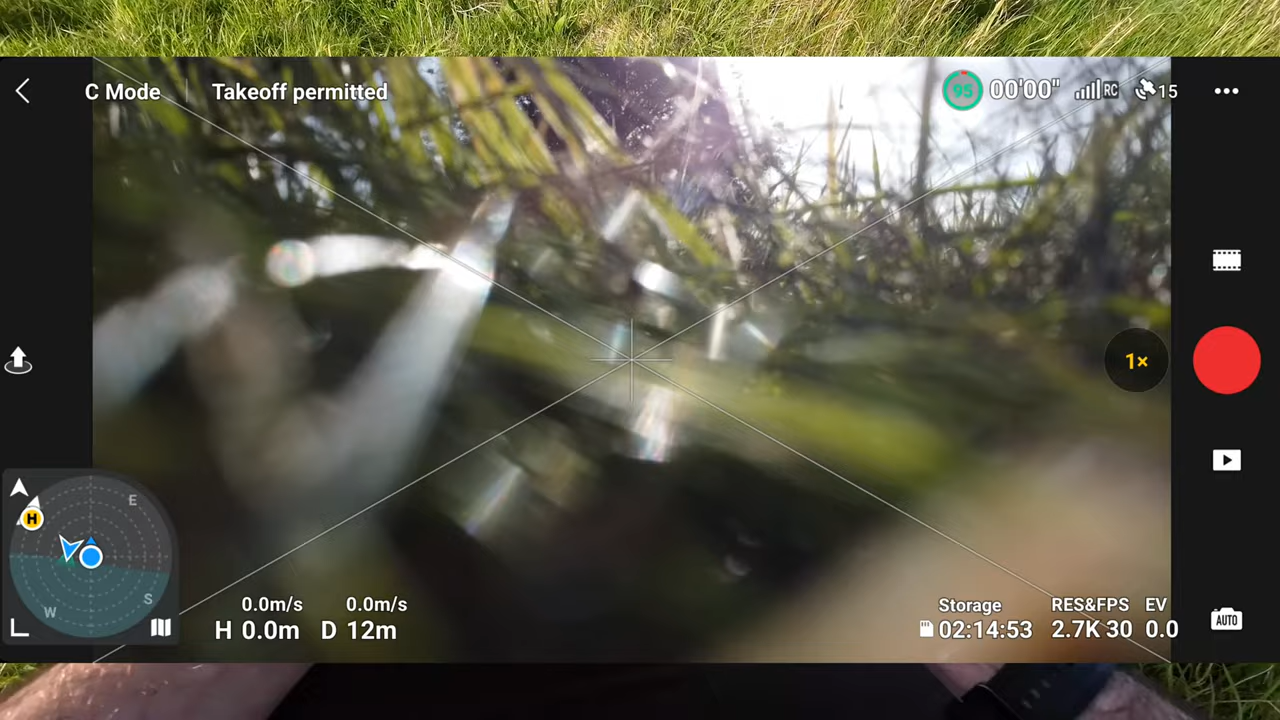 C Mode
Takeoff permitted
95
00'00"
RC
15
1×
E
H
S
W
0.0m/s
0.0m/s
H 0.0m
D 12m
Storage
02:14:53
RES&FPS
2.7K 30
EV
0.0
AUTO